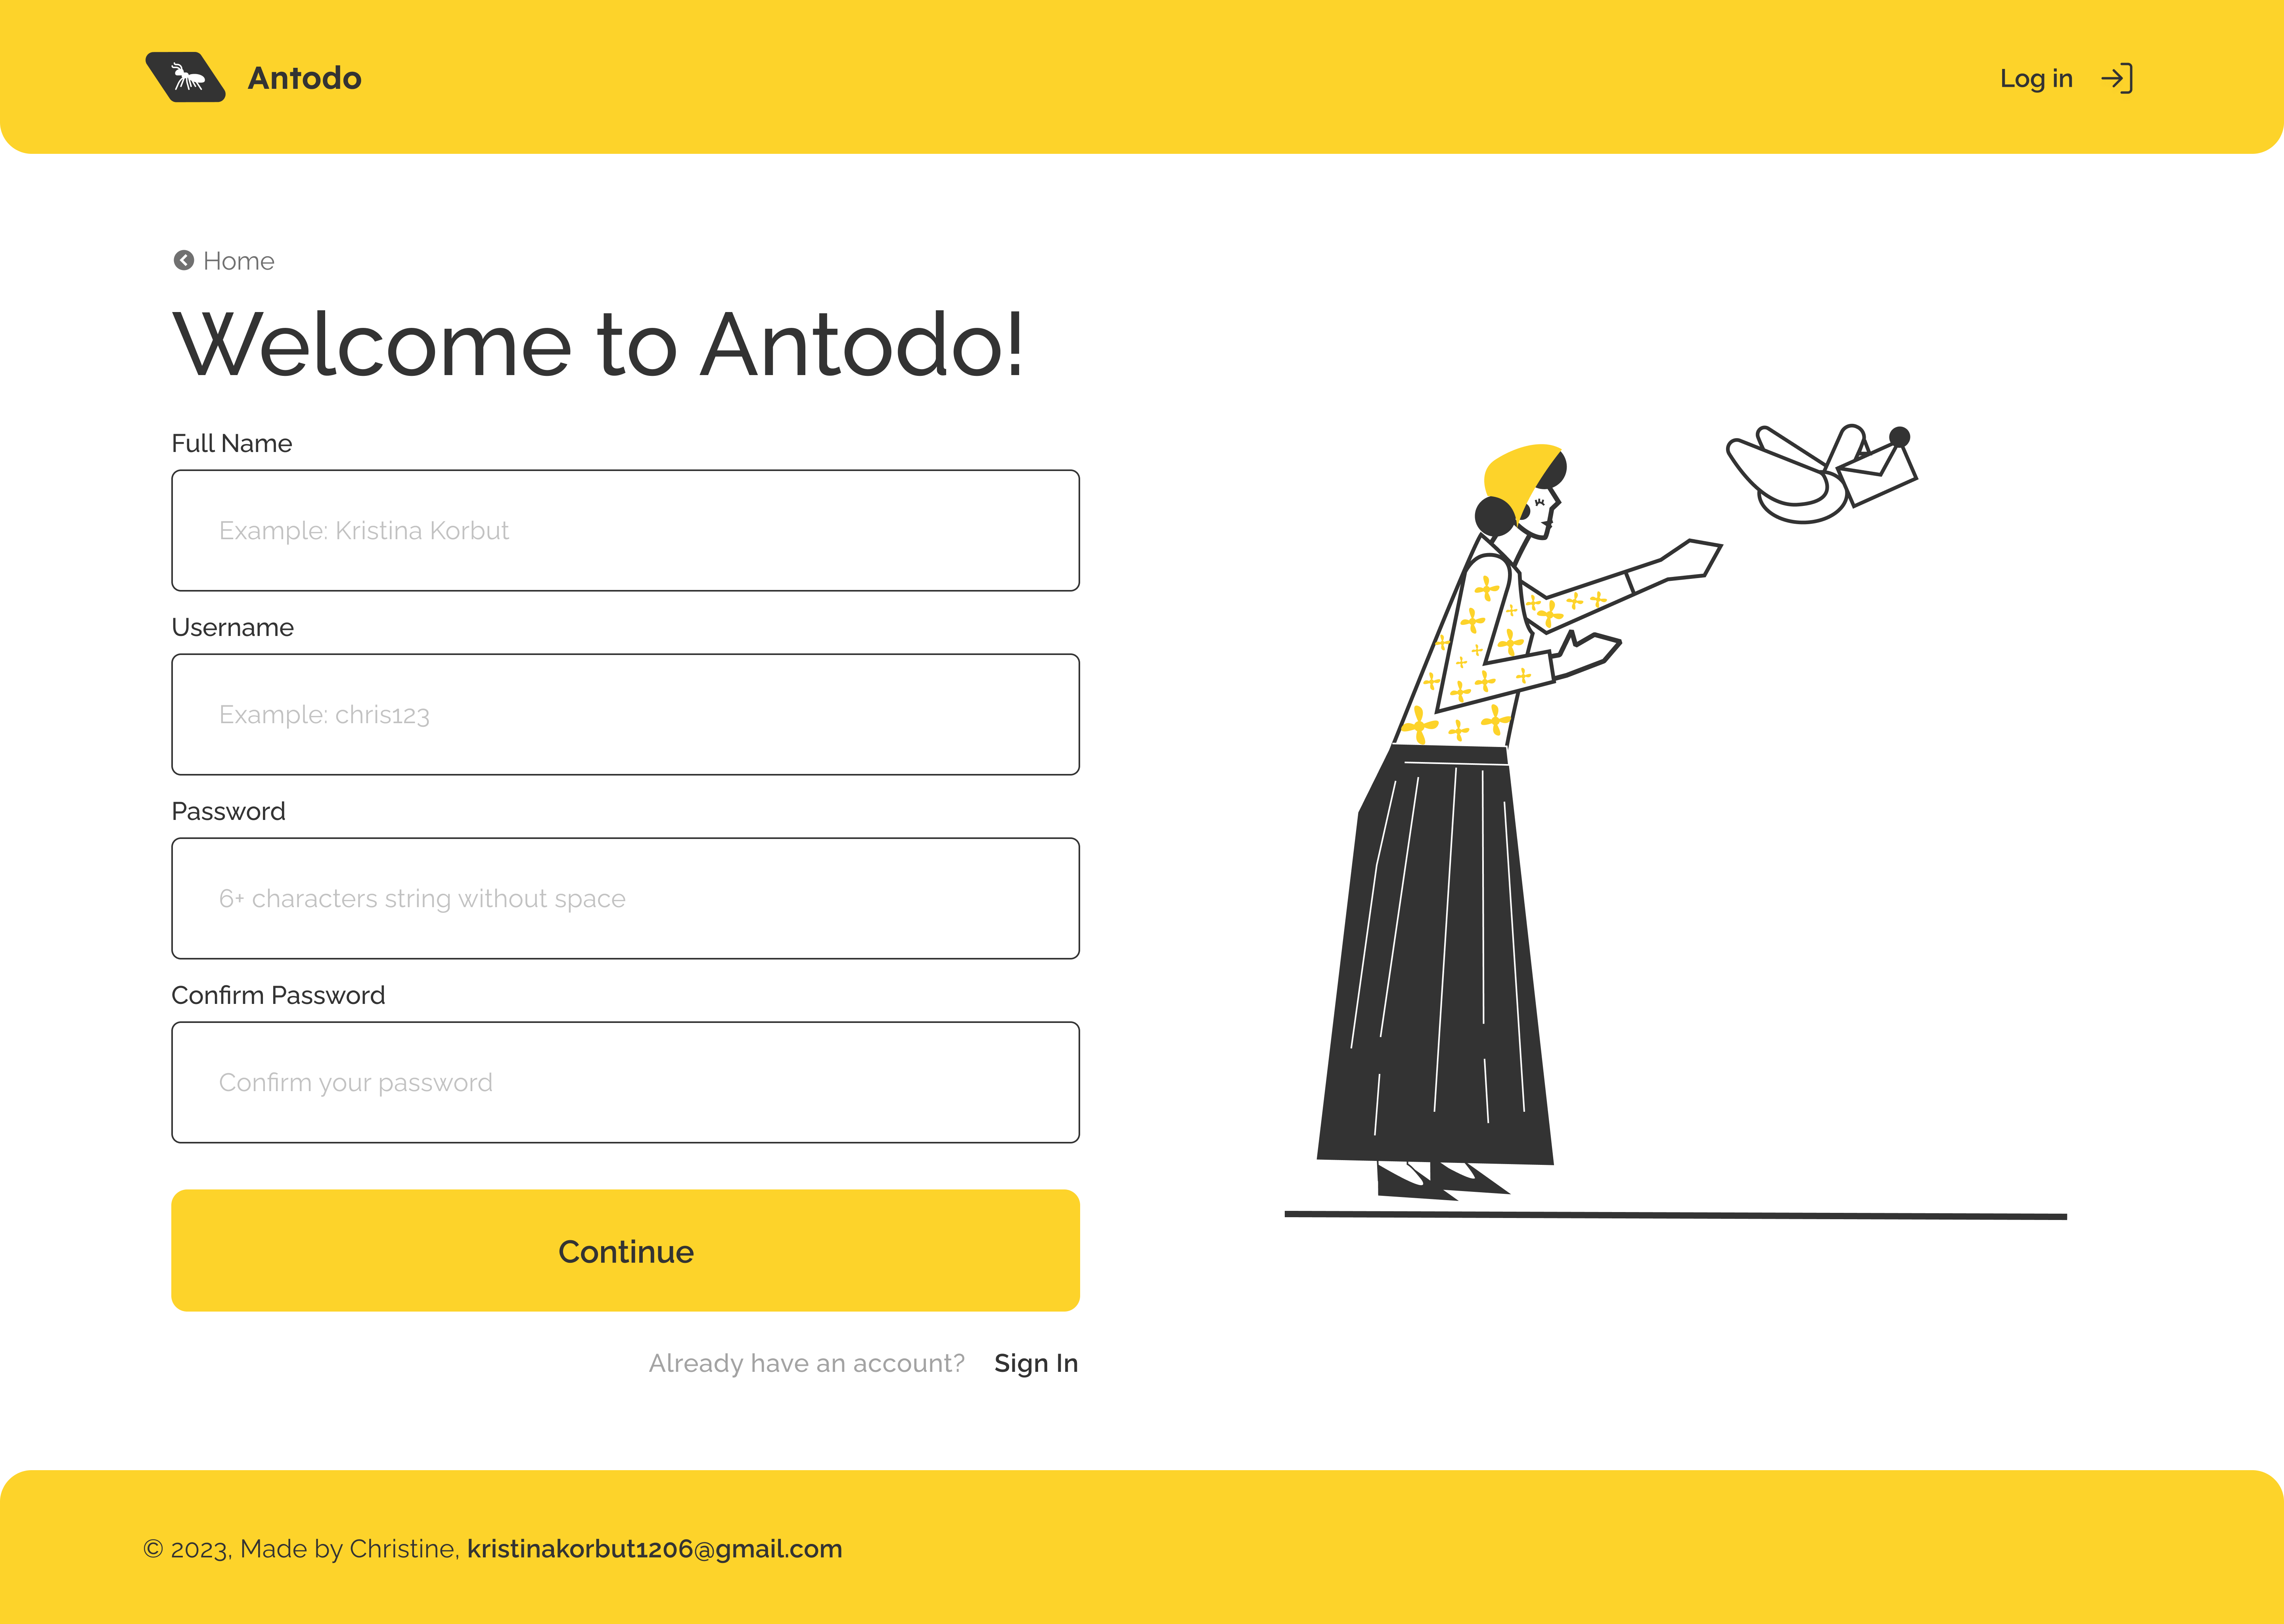 Antodo
Log in
Home
Welcome to Antodo!
Full Name
Example: Kristina Korbut
Username
Example: chris123
Password
6+ characters string without space
Confirm Password
Confirm your password
Continue
Already have an account? Sign In
© 2023, Made by Christine, kristinakorbut1206@gmail.com